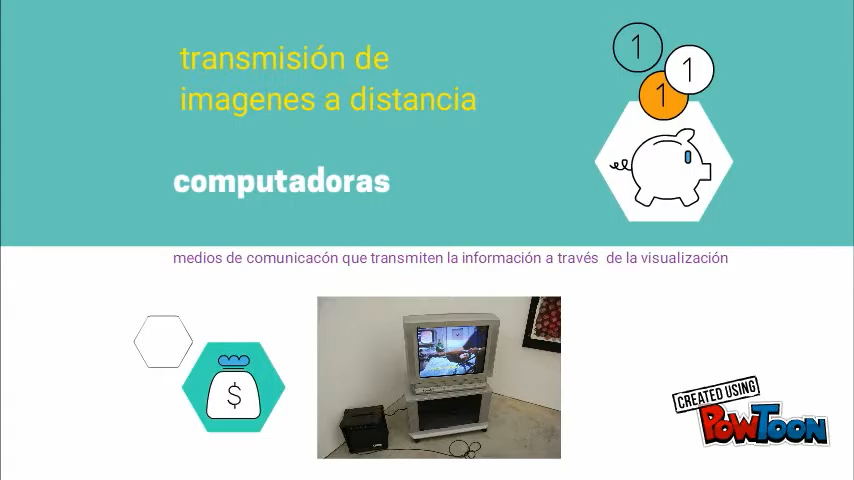 transmisión de
imagenes a distancia
computadoras
medios de comunicacón que transmiten la información a través de la visualización
1
1
1
$
CREATED USING
POWTOON